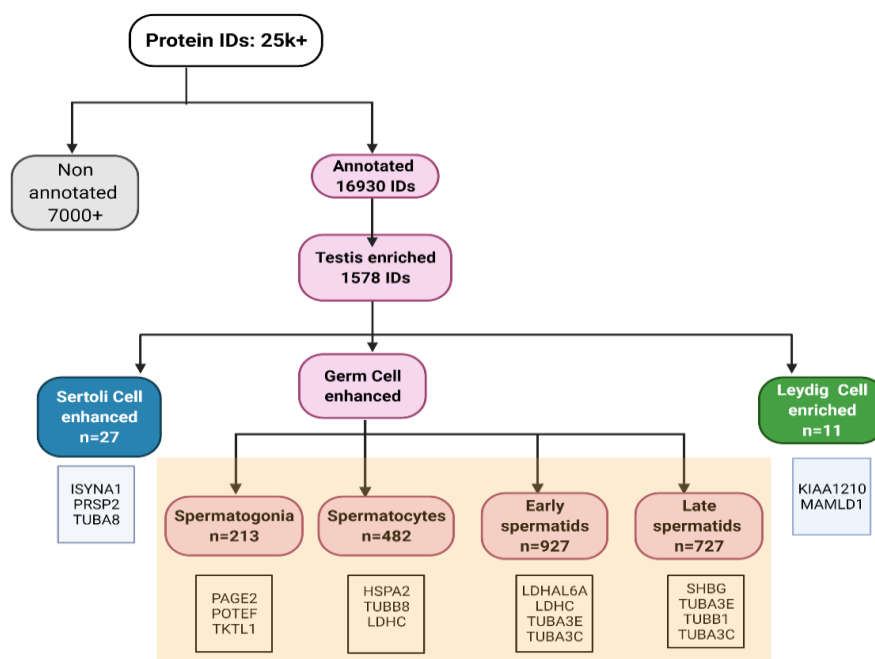 Protein IDs: 25k+
Non
annotated
7000+
Annotated
16930 IDs
Testis enriched
1578 IDs
Sertoli Cell
enhanced
n=27
Germ Cell
enhanced
Leydig Cell
enriched
n=11
ISYNA1
PRSP2
TUBA8
KIAA1210
MAMLD1
Spermatogonia
n=213
Spermatocytes
n=482
Early
spermatids
n=927
Late
spermatids
n=727
PAGE2
POTEF
TKTL1
HSPA2
TUBB8
LDHC
LDHAL6A
LDHC
TUBA3E
TUBA3C
SHBG
TUBA3E
TUBB1
TUBA3C